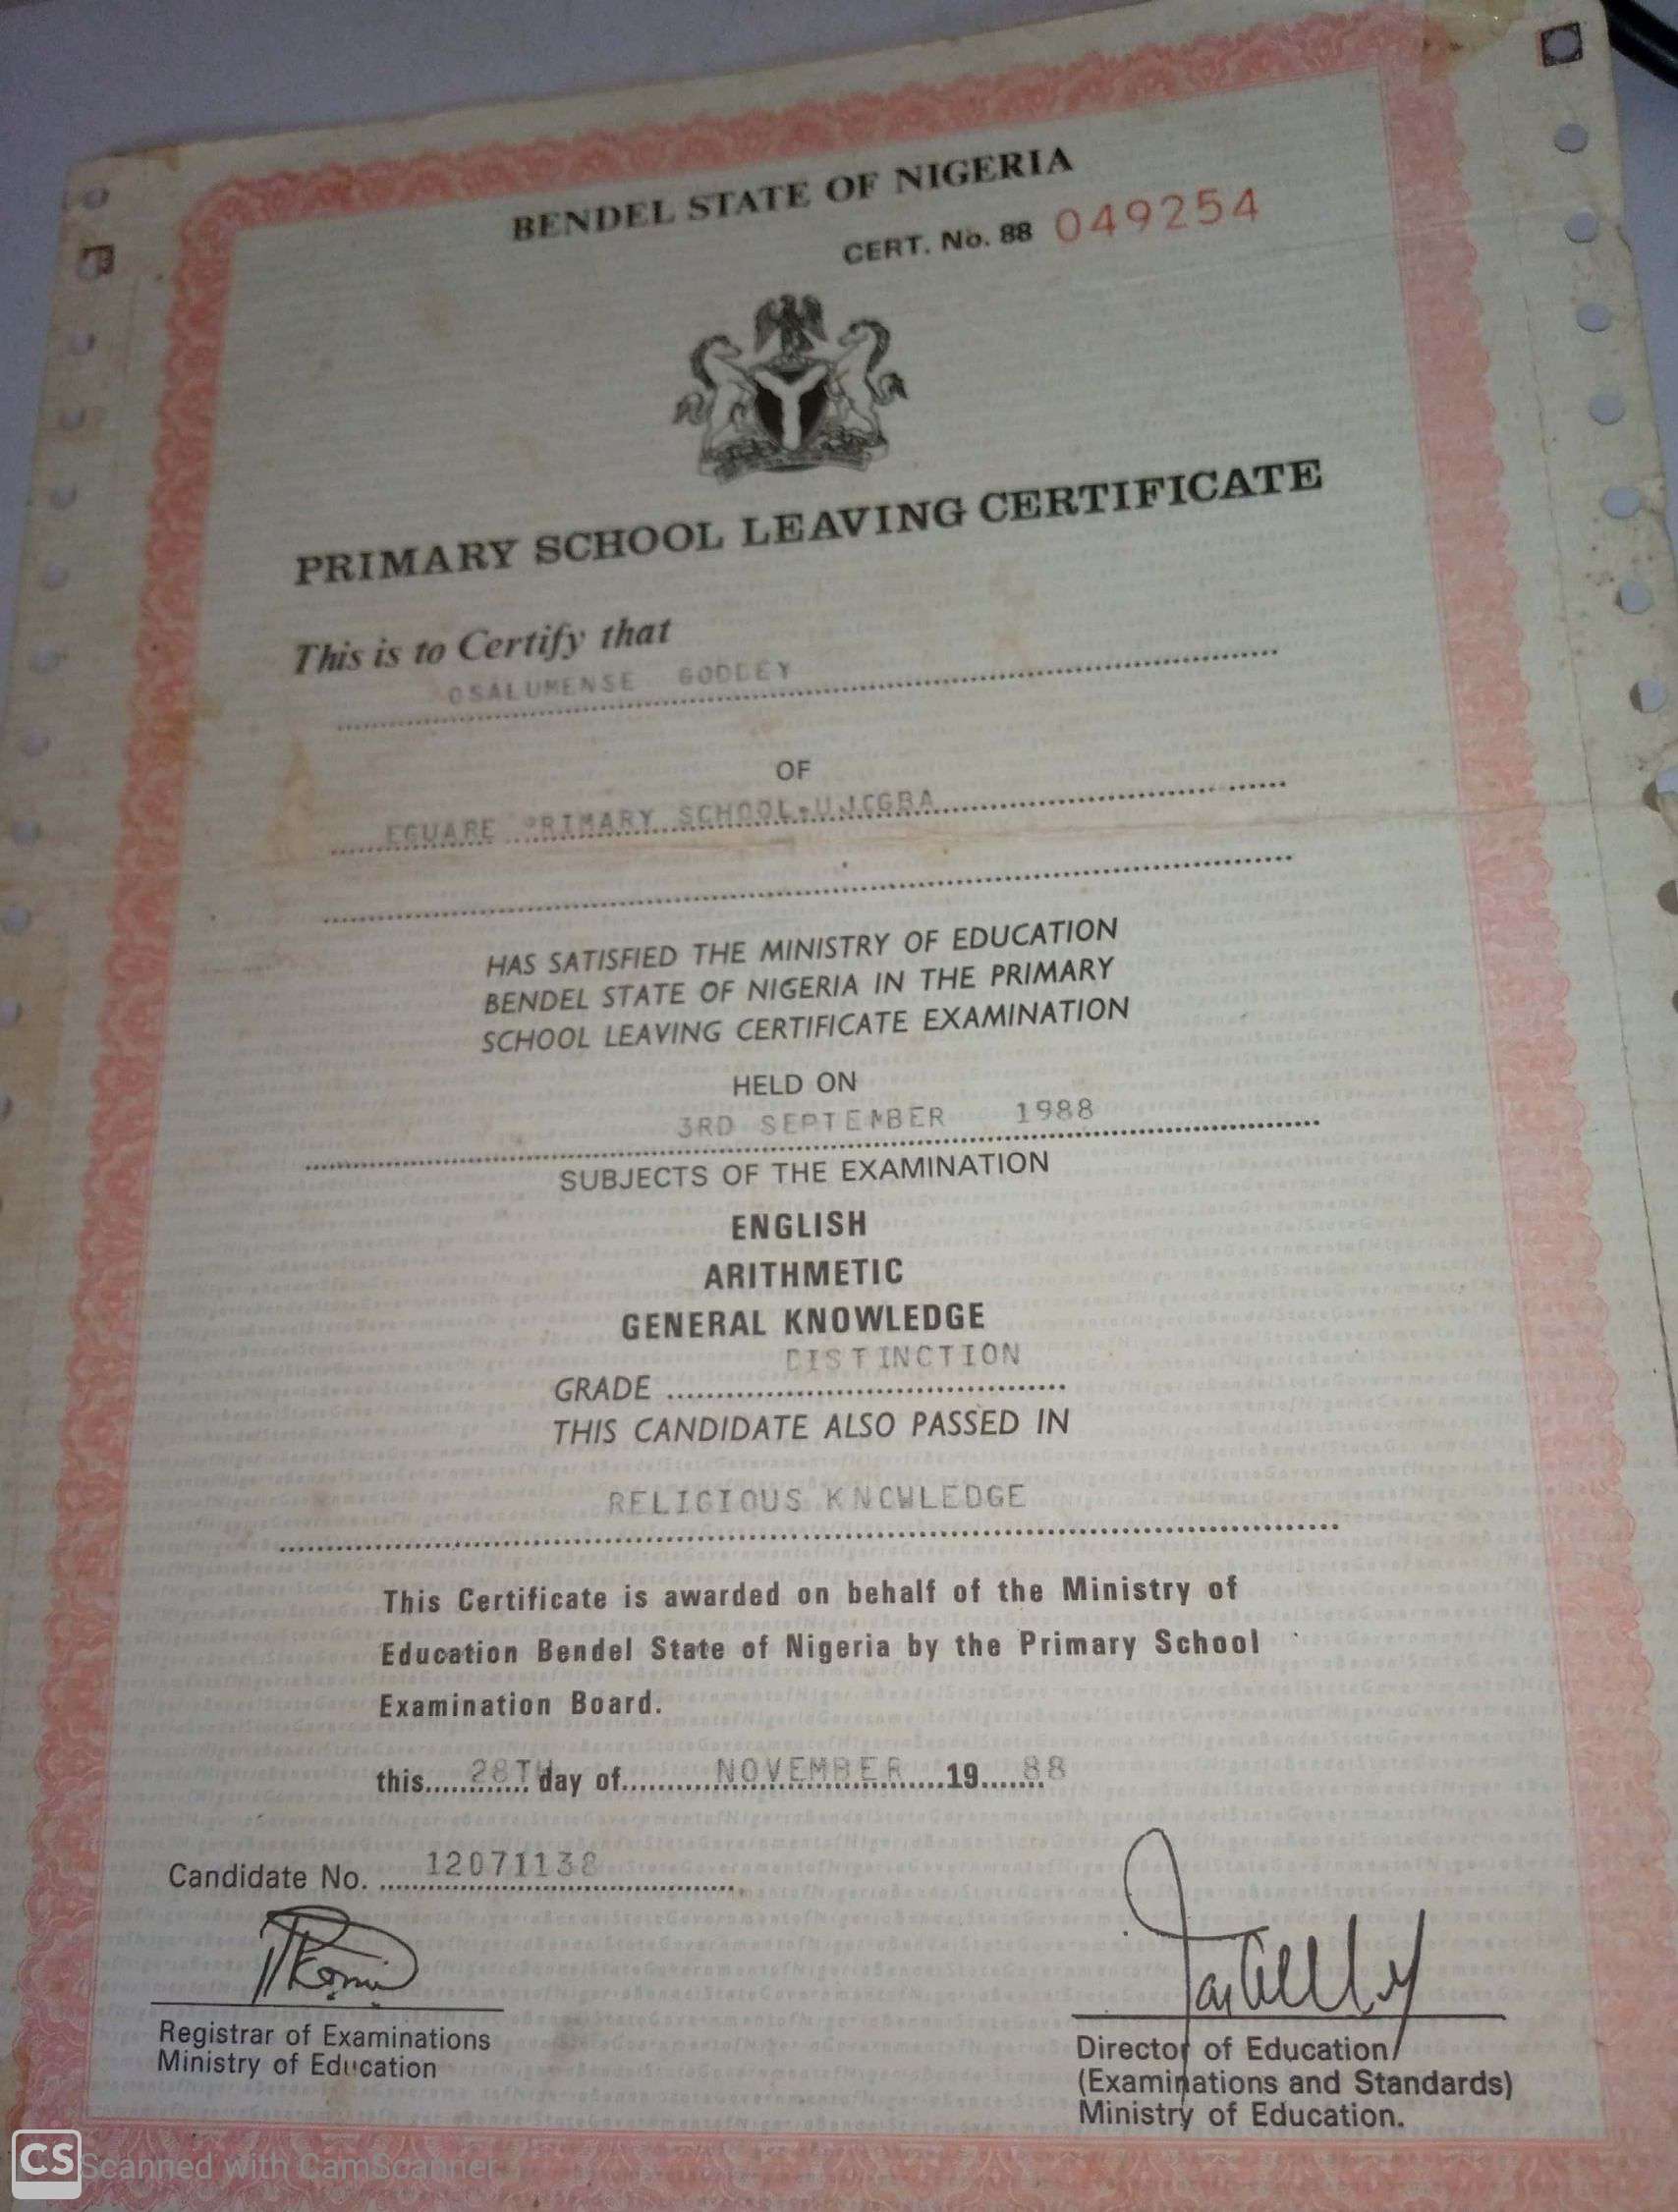 BENDEL STATE OF NIGERIA
CERT. No. 88 049254
PRIMARY SCHOOL LEAVING CERTIFICATE
This is to Certify that
OSALUMENSE GODDEY
OF
EGUARE PRIMARY SCHOOL-UJCGBA
HAS SATISFIED THE MINISTRY OF EDUCATION
BENDEL STATE OF NIGERIA IN THE PRIMARY
SCHOOL LEAVING CERTIFICATE EXAMINATION
HELD ON
3RD SEPTEMBER 1988
SUBJECTS OF THE EXAMINATION
ENGLISH
ARITHMETIC
GENERAL KNOWLEDGE
GRADE DISTINCTION
THIS CANDIDATE ALSO PASSED IN
RELIGIOUS KNOWLEDGE
This Certificate is awarded on behalf of the Ministry of
Education Bendel State of Nigeria by the Primary School
Examination Board.
this 28TH day of NOVEMBER 19 88
Candidate No. 12071138
Registrar of Examinations
Ministry of Education
Director of Education
(Examinations and Standards)
Ministry of Education.
CS Scanned with CamScanner